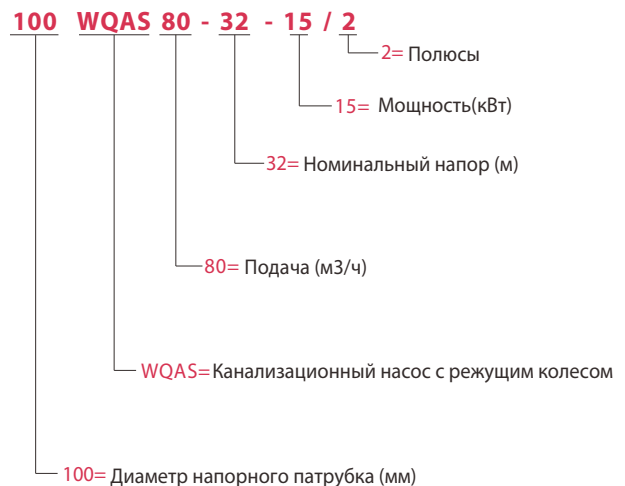 100 WQAS 80 - 32 - 15 / 2
2= Полюсы
15= Мощность(кВт)
32= Номинальный напор (м)
80= Подача (м3/ч)
WQAS= Канализационный насос с режущим колесом
100= Диаметр напорного патрубка (мм)